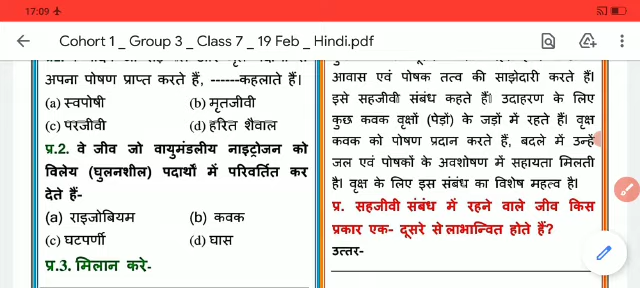 17:09
Cohort 1 _ Group 3 _ Class 7 _ 19 Feb _ Hindi.pdf
अपना पोषण प्राप्त करते हैं, ------कहलाते हैं।
(a) स्वपोषी (b) मृतजीवी
(c) परजीवी (d) हरित शैवाल
प्र.2. वे जीव जो वायुमंडलीय नाइट्रोजन को
विलेय (घुलनशील) पदार्थों में परिवर्तित कर
देते हैं-
(a) राइजोबियम (b) कवक
(c) घटपर्णी (d) घास
प्र.3. मिलान करे-
आवास एवं पोषक तत्व की साझेदारी करते हैं।
इसे सहजीवी संबंध कहते हैं। उदाहरण के लिए
कुछ कवक वृक्षों (पेड़ों) के जड़ों में रहते हैं। वृक्ष
कवक को पोषण प्रदान करते हैं, बदले में उन्हें
जल एवं पोषकों के अवशोषण में सहायता मिलती
है। वृक्ष के लिए इस संबंध का विशेष महत्व है।
प्र. सहजीवी संबंध में रहने वाले जीव किस
प्रकार एक- दूसरे से लाभान्वित होते हैं?
उत्तर-